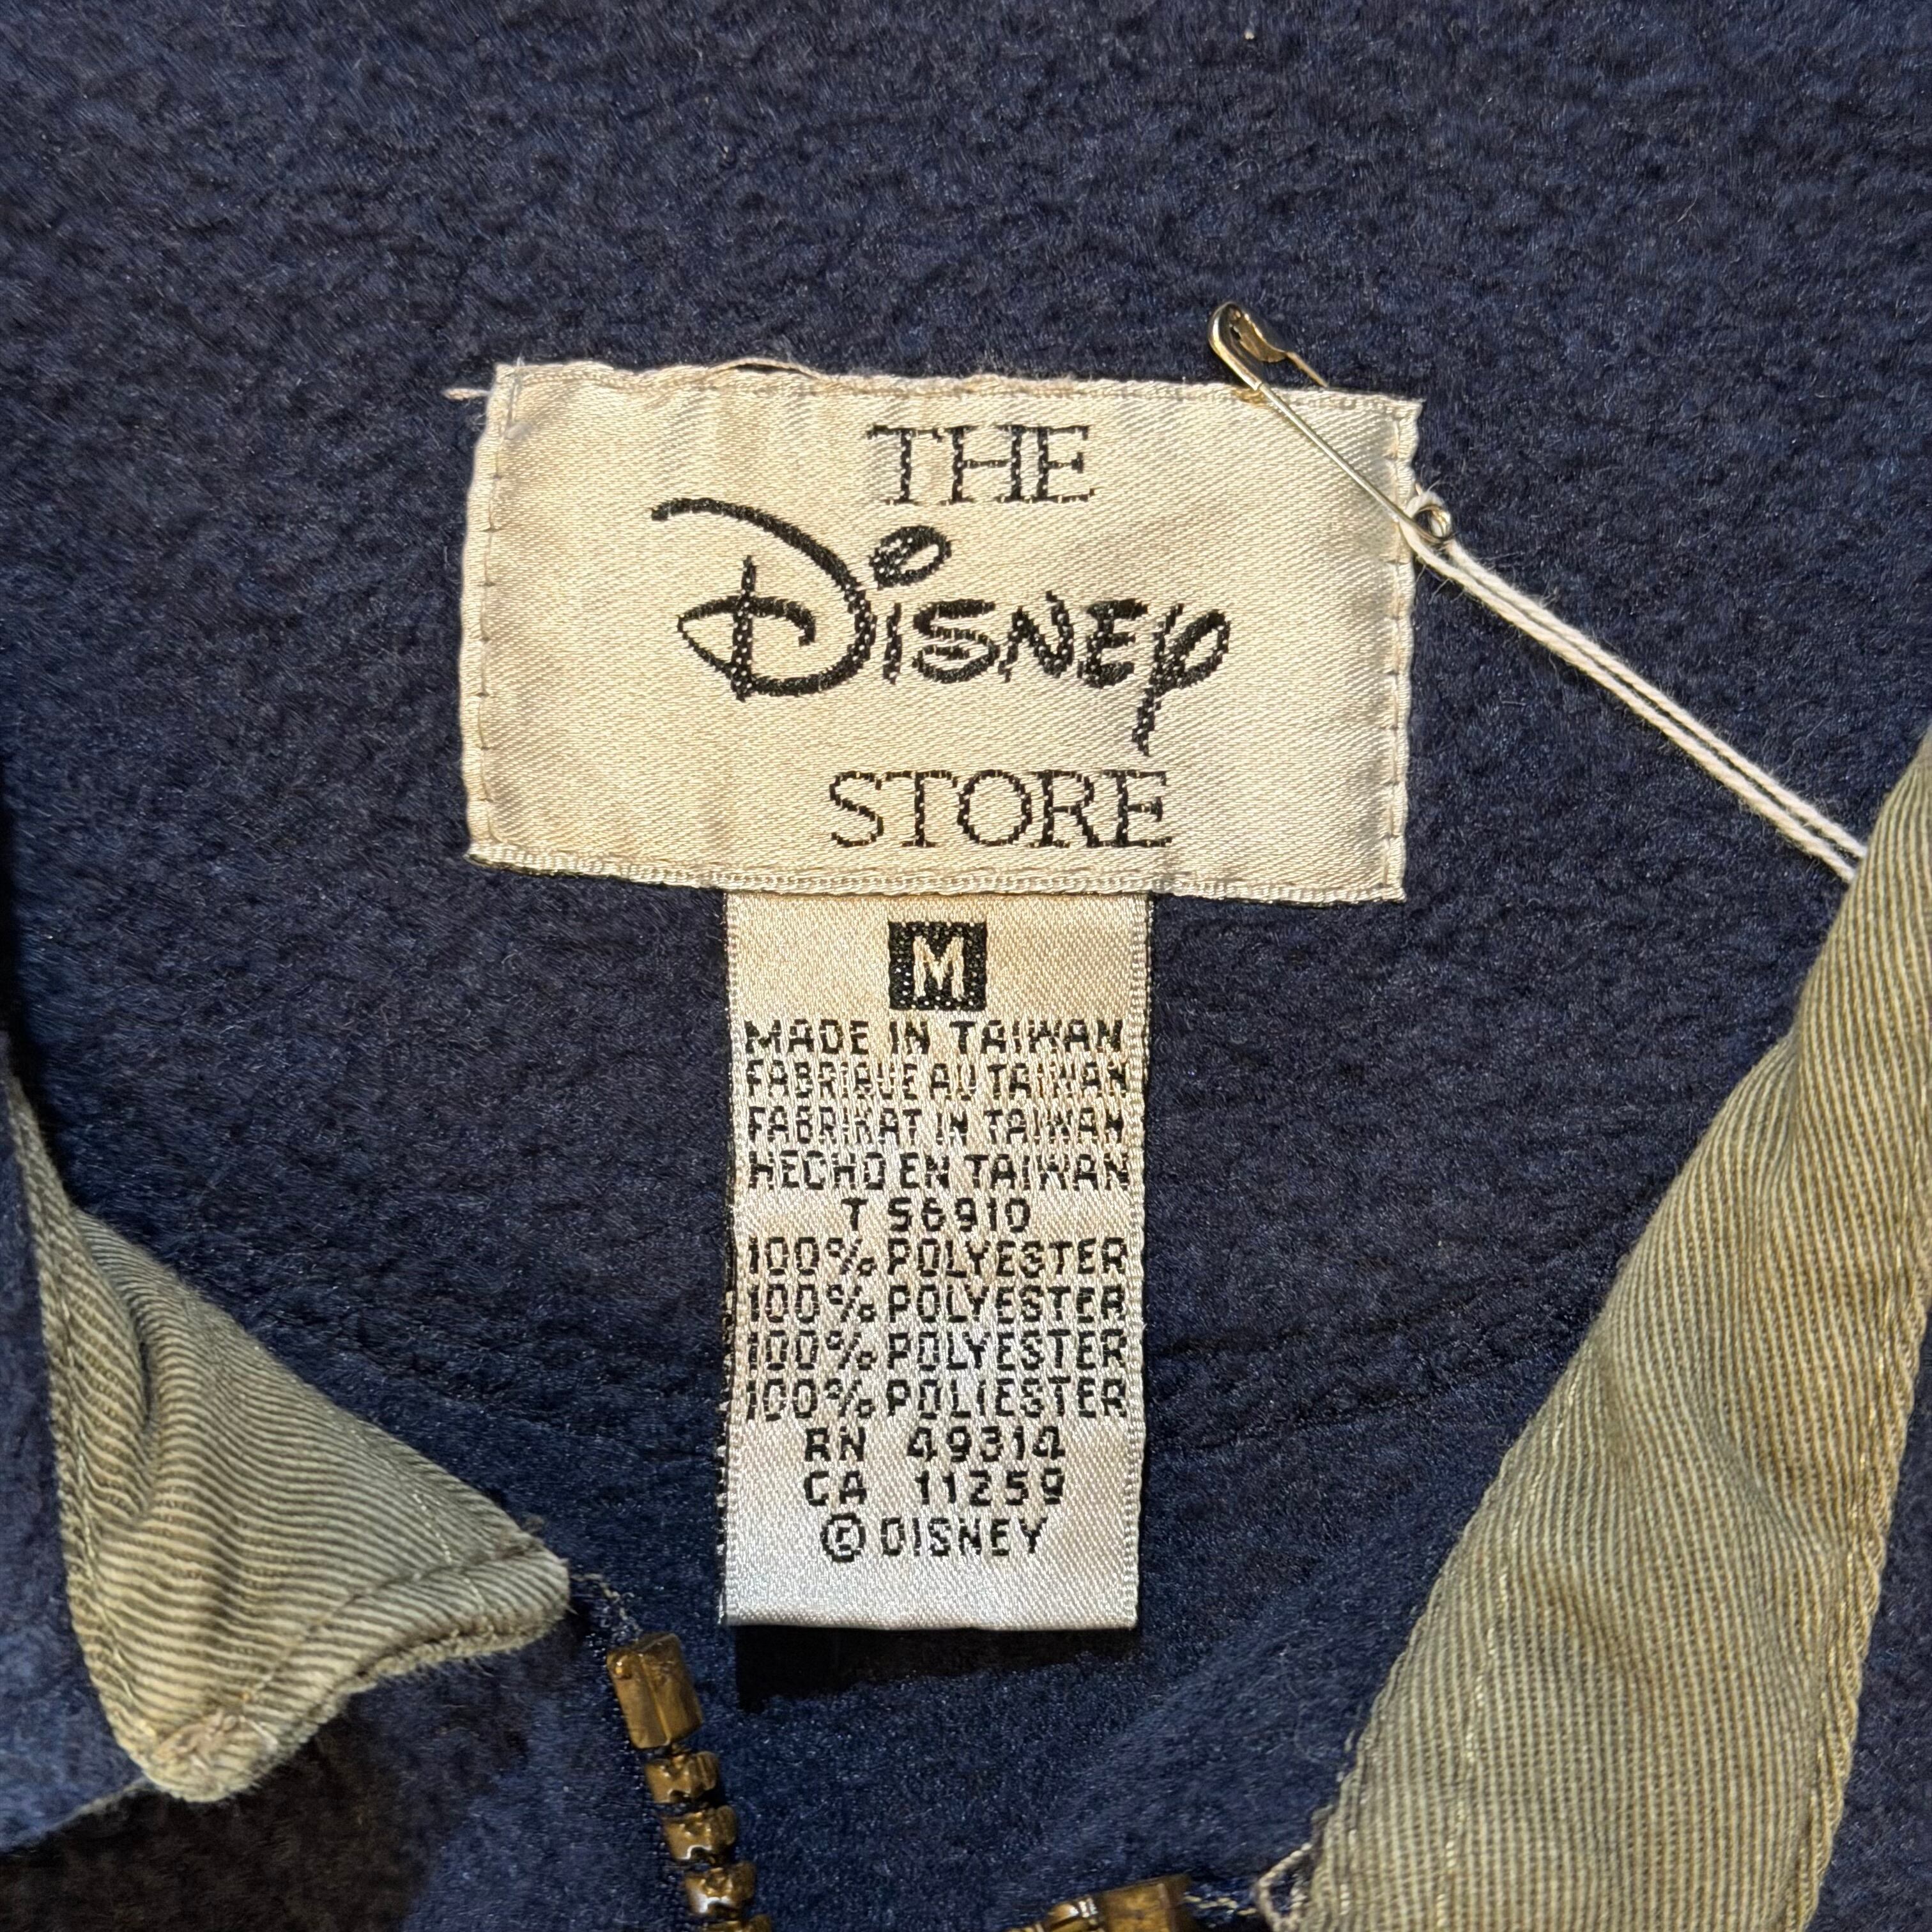 THE
Disney
STORE
M
MADE IN TAIWAN
FABRIQUE AU TAIWAN
FABRIKAT IN TAIWAN
HECHO EN TAIWAN
T 56910
100% POLYESTER
100% POLYESTER
100% POLYESTER
100% POLIESTER
RN 49314
CA 11259
© DISNEY